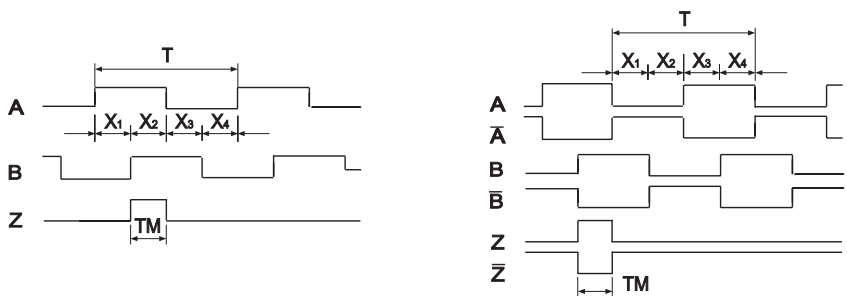 T
A
X₁ X₂ X₃ X₄
B
Z
TM
T
X₁ X₂ X₃ X₄
A
A̅
B
B̅
Z
Z̅
TM